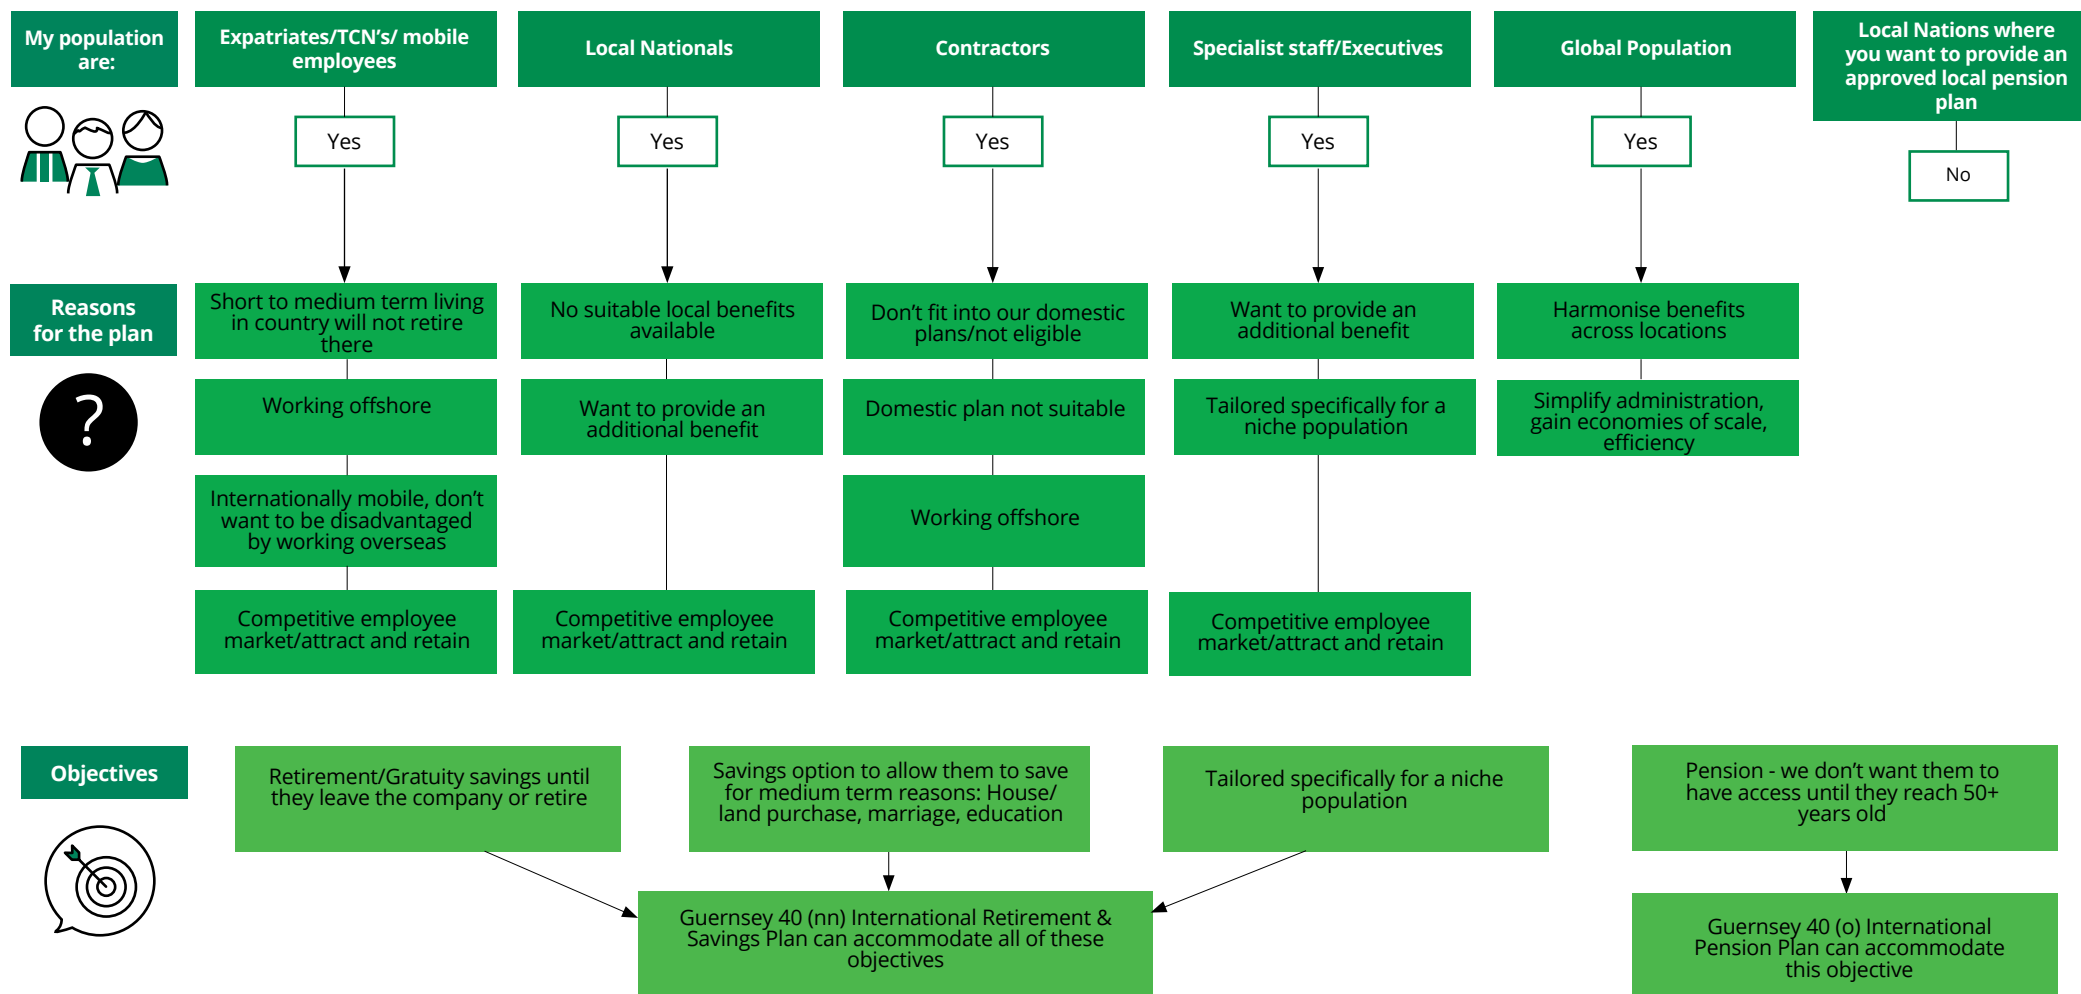 My population
are:
Expatriates/TCN's/ mobile
employees
Local Nationals
Contractors
Specialist staff/Executives
Global Population
Local Nations where
you want to provide an
approved local pension
plan
Yes
Yes
Yes
Yes
Yes
No
Reasons
for the plan
?
Short to medium term living
in country will not retire
there
No suitable local benefits
available
Don't fit into our domestic
plans/not eligible
Want to provide an
additional benefit
Harmonise benefits
across locations
Working offshore
Want to provide an
additional benefit
Domestic plan not suitable
Tailored specifically for a
niche population
Simplify administration,
gain economies of scale,
efficiency
Internationally mobile, don't
want to be disadvantaged
by working overseas
Working offshore
Competitive employee
market/attract and retain
Competitive employee
market/attract and retain
Competitive employee
market/attract and retain
Competitive employee
market/attract and retain
Objectives
Retirement/Gratuity savings until
they leave the company or retire
Savings option to allow them to save
for medium term reasons: House/
land purchase, marriage, education
Tailored specifically for a niche
population
Pension - we don't want them to
have access until they reach 50+
years old
Guernsey 40 (nn) International Retirement &
Savings Plan can accommodate all of these
objectives
Guernsey 40 (o) International
Pension Plan can accommodate
this objective